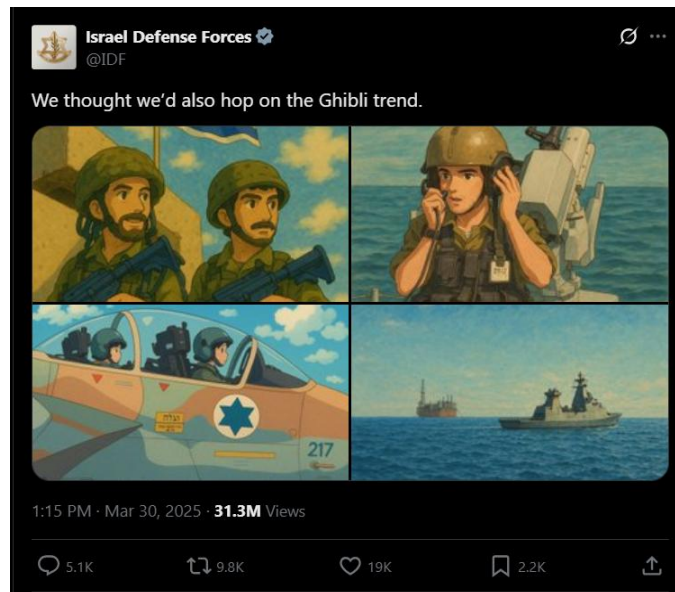 Israel Defense Forces
@IDF
We thought we'd also hop on the Ghibli trend.
217
1:15 PM · Mar 30, 2025 · 31.3M Views
5.1K 9.8K 19K 2.2K